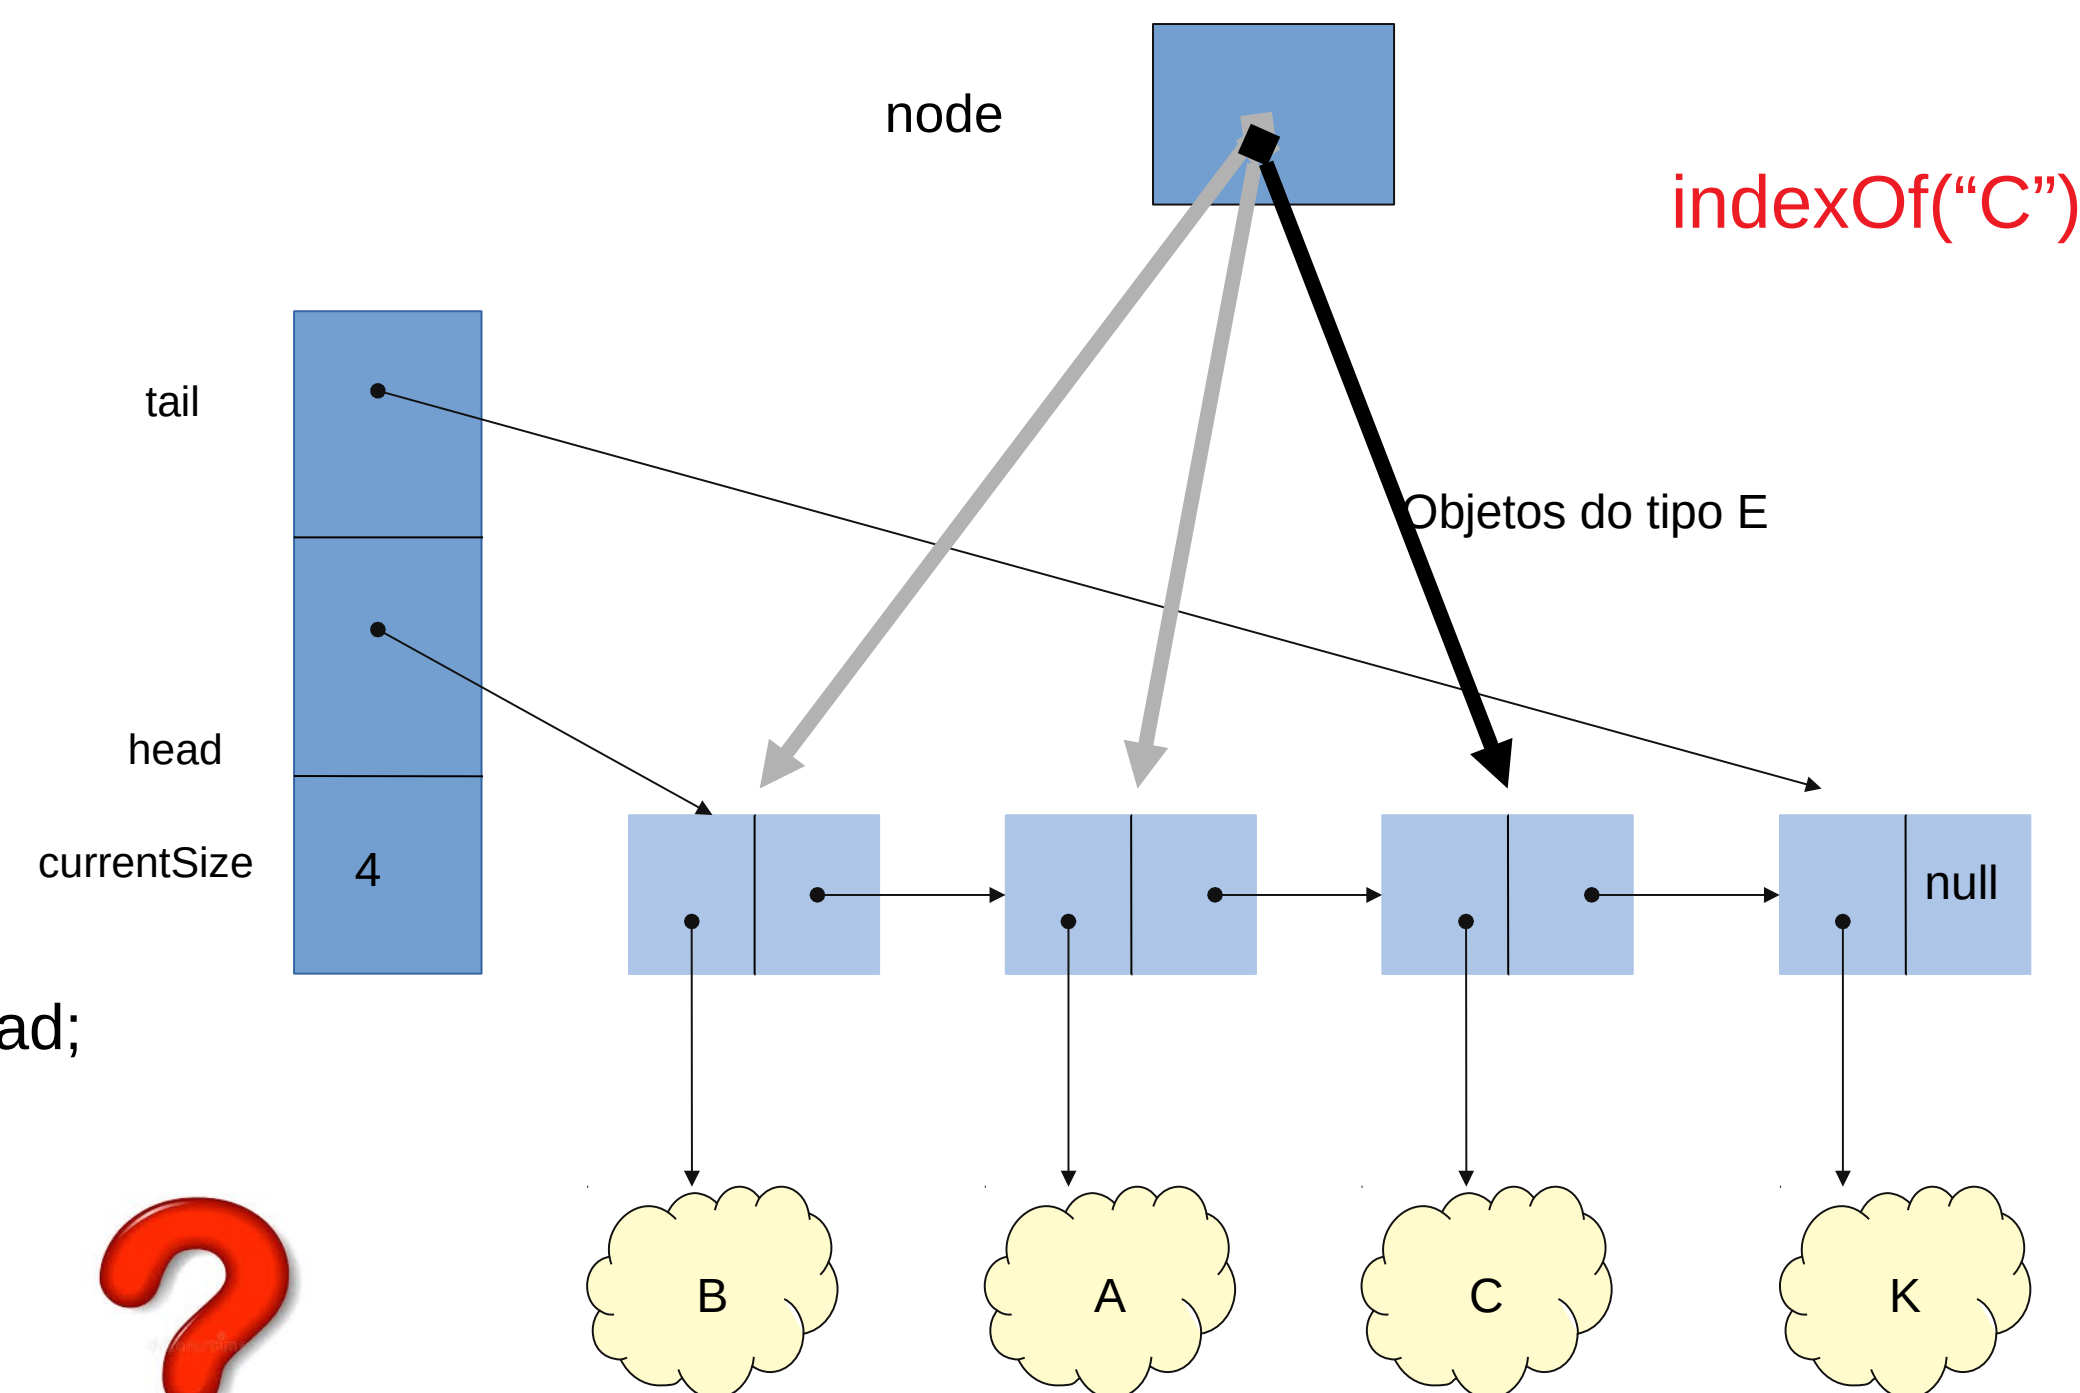 node
indexOf(“C”)
tail
Objetos do tipo E
head
currentSize
4
null
ad;
B
A
C
K